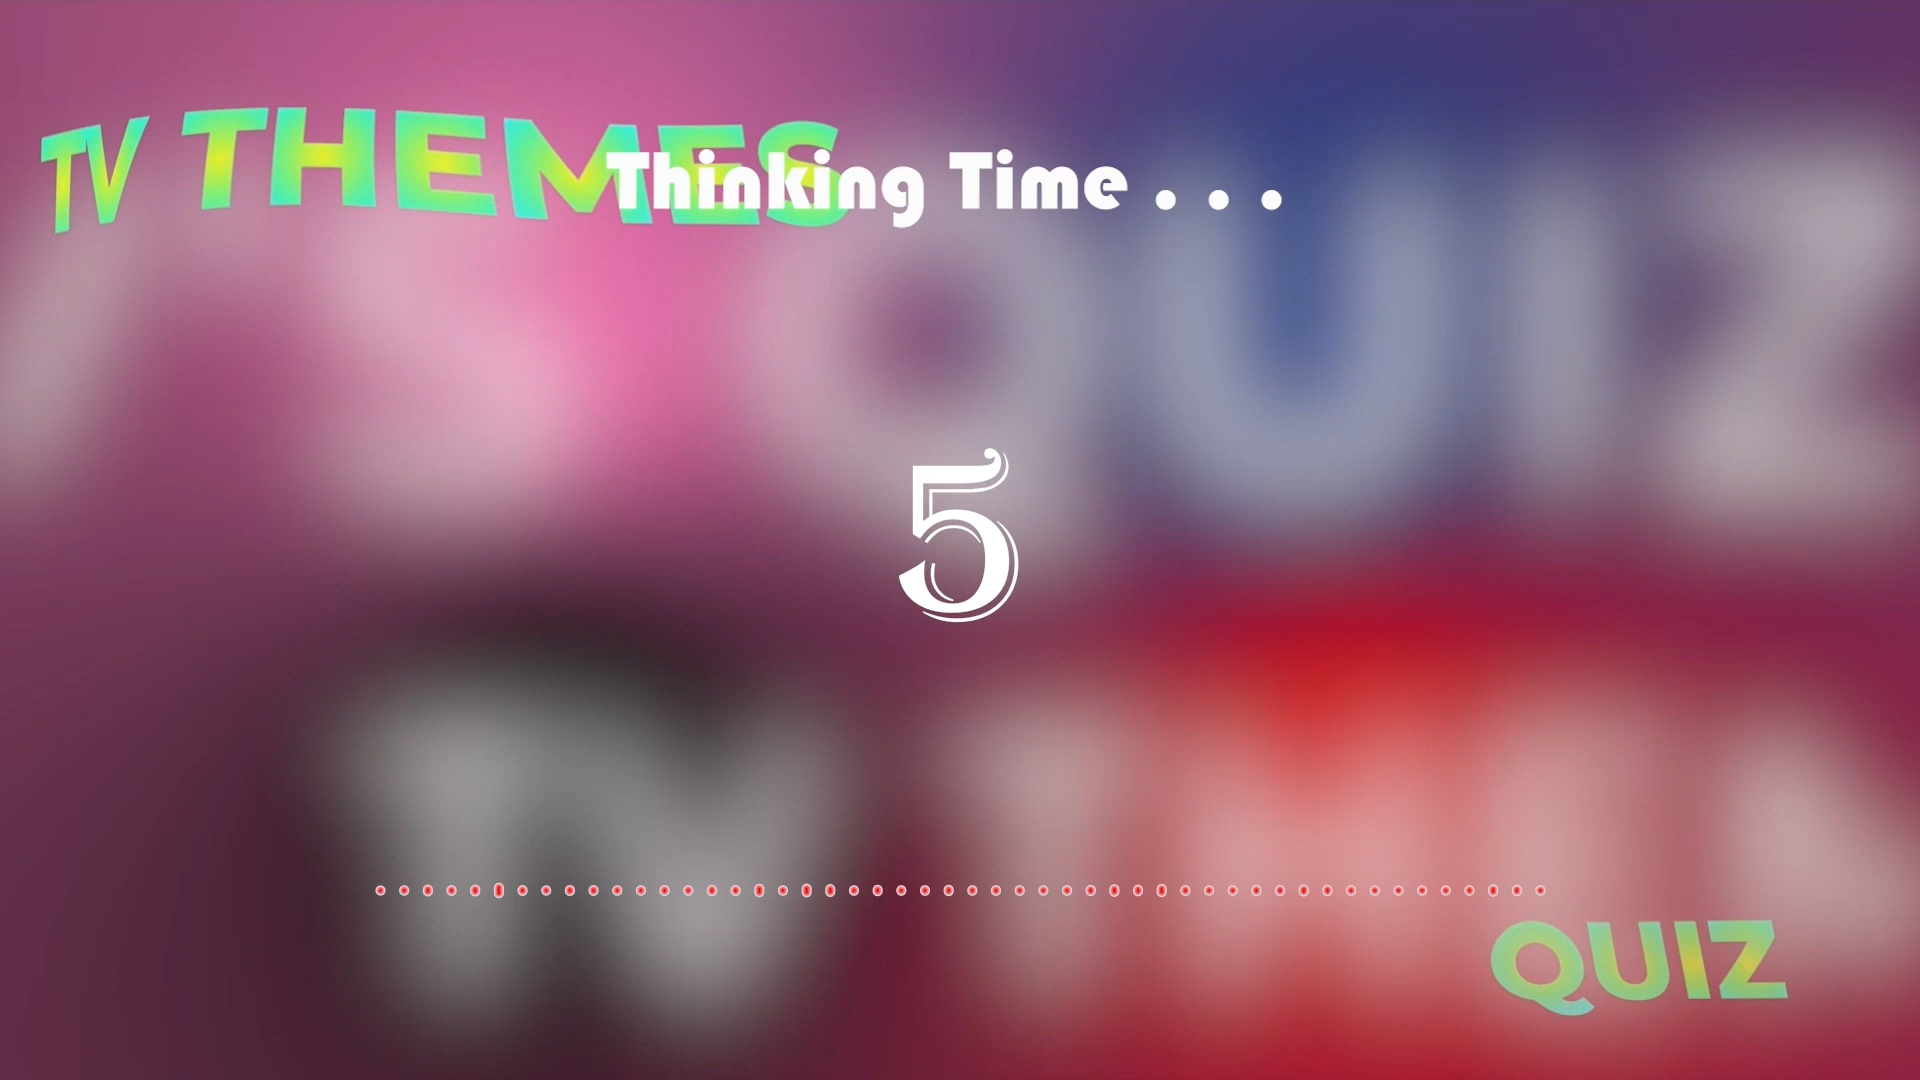 TV THEMES
Thinking Time . . .
5
QUIZ